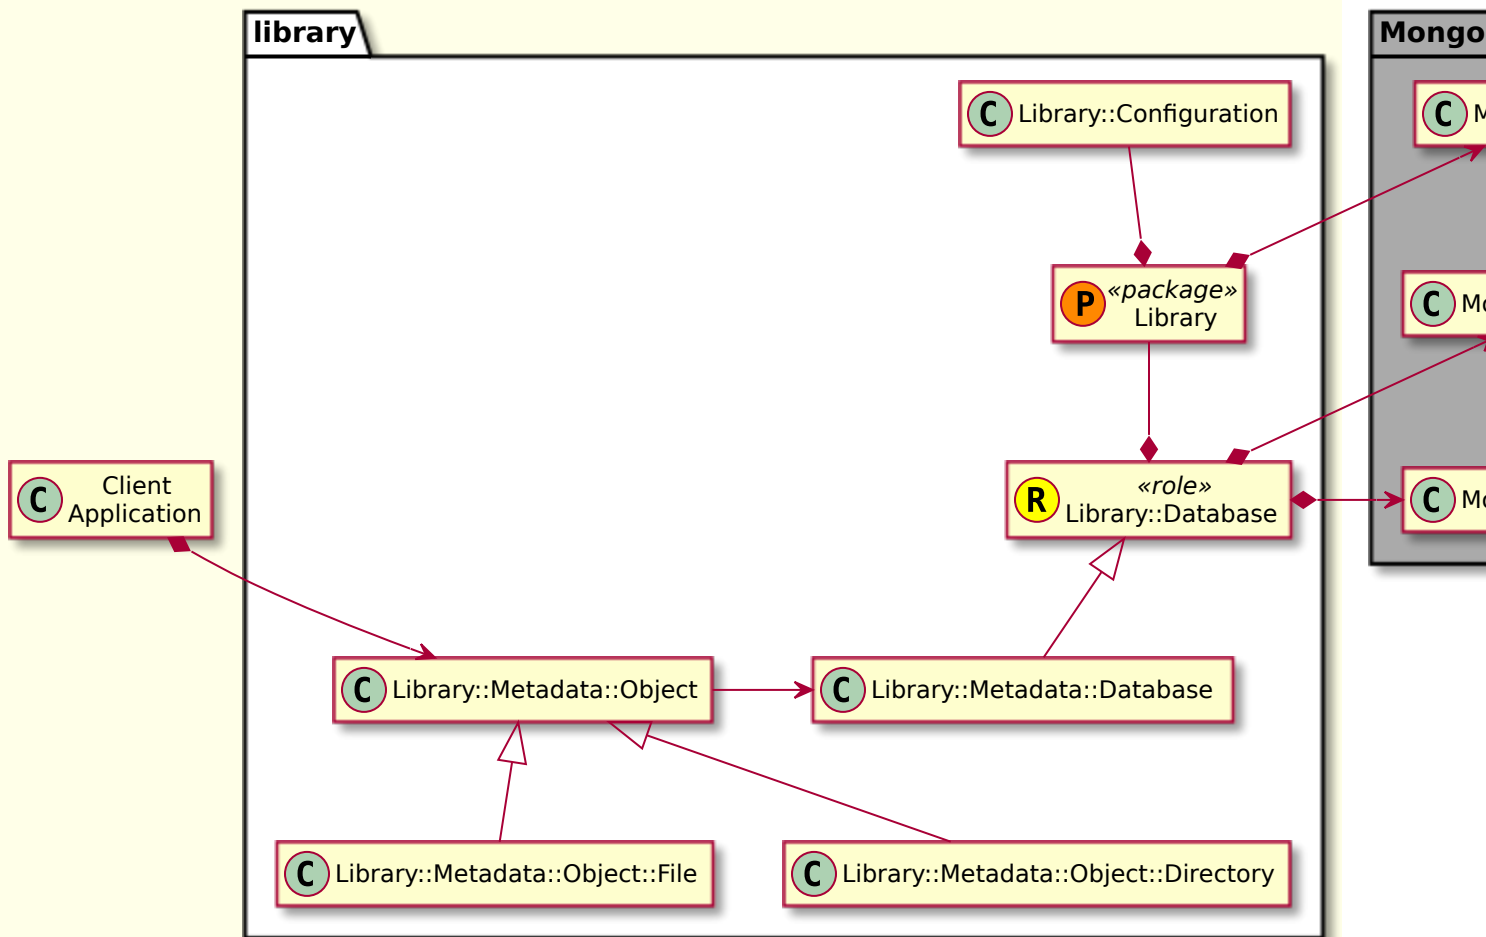 library
Mongo
C Library::Configuration
C
P «package»
Library
C
C Client
Application
R «role»
Library::Database
C
C Library::Metadata::Object
C Library::Metadata::Database
C Library::Metadata::Object::File
C Library::Metadata::Object::Directory